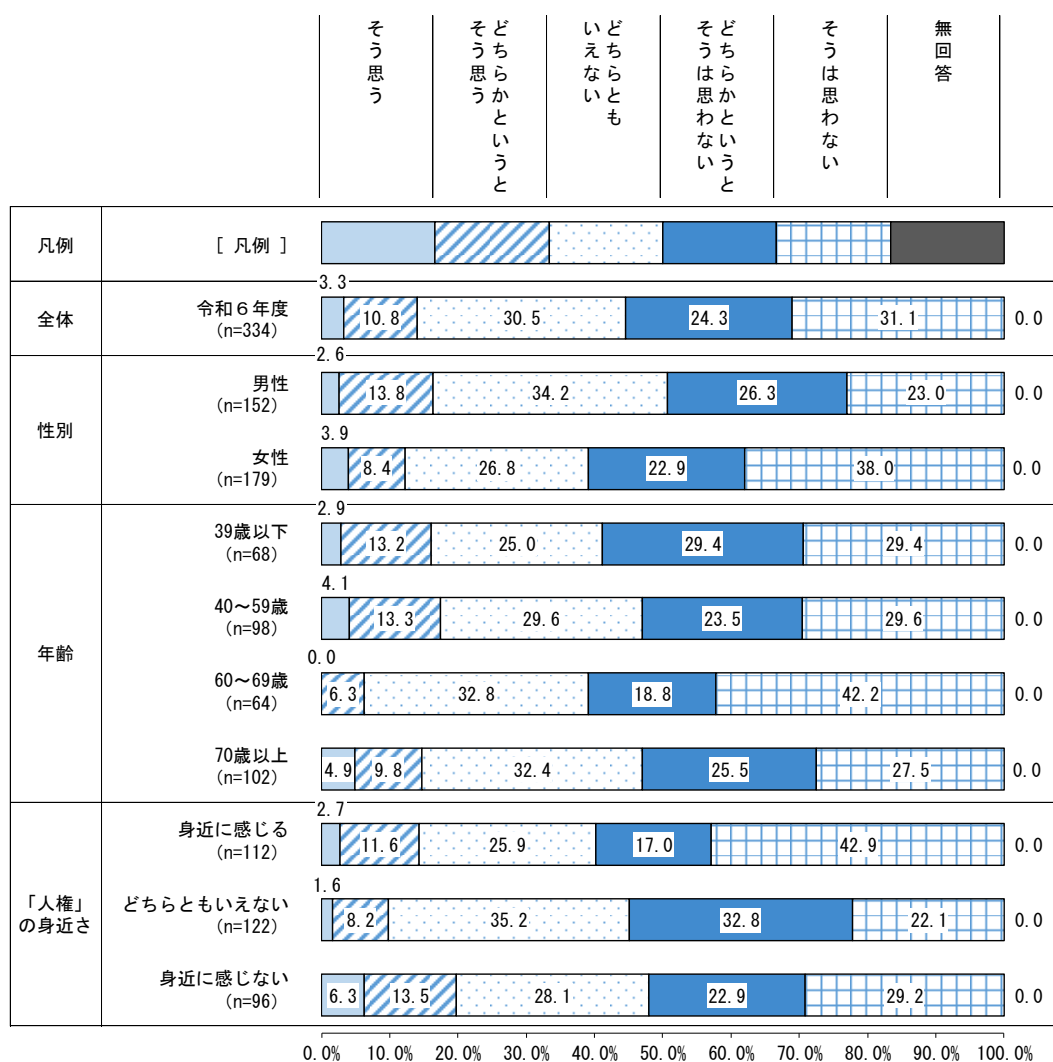 そう思う
どちらかというと
そう思う
どちらとも
いえない
どちらかというと
そうは思わない
そうは思わない
無回答
凡例
[ 凡例 ]
全体
令和６年度
(n=334)
3.3
10.8
30.5
24.3
31.1
0.0
性別
男性
(n=152)
2.6
13.8
34.2
26.3
23.0
0.0
女性
(n=179)
3.9
8.4
26.8
22.9
38.0
0.0
年齢
39歳以下
(n=68)
2.9
13.2
25.0
29.4
29.4
0.0
40～59歳
(n=98)
4.1
13.3
29.6
23.5
29.6
0.0
60～69歳
(n=64)
0.0
6.3
32.8
18.8
42.2
0.0
70歳以上
(n=102)
4.9
9.8
32.4
25.5
27.5
0.0
「人権」
の身近さ
身近に感じる
(n=112)
2.7
11.6
25.9
17.0
42.9
0.0
どちらともいえない
(n=122)
1.6
8.2
35.2
32.8
22.1
0.0
身近に感じない
(n=96)
6.3
13.5
28.1
22.9
29.2
0.0
0.0% 10.0% 20.0% 30.0% 40.0% 50.0% 60.0% 70.0% 80.0% 90.0% 100.0%